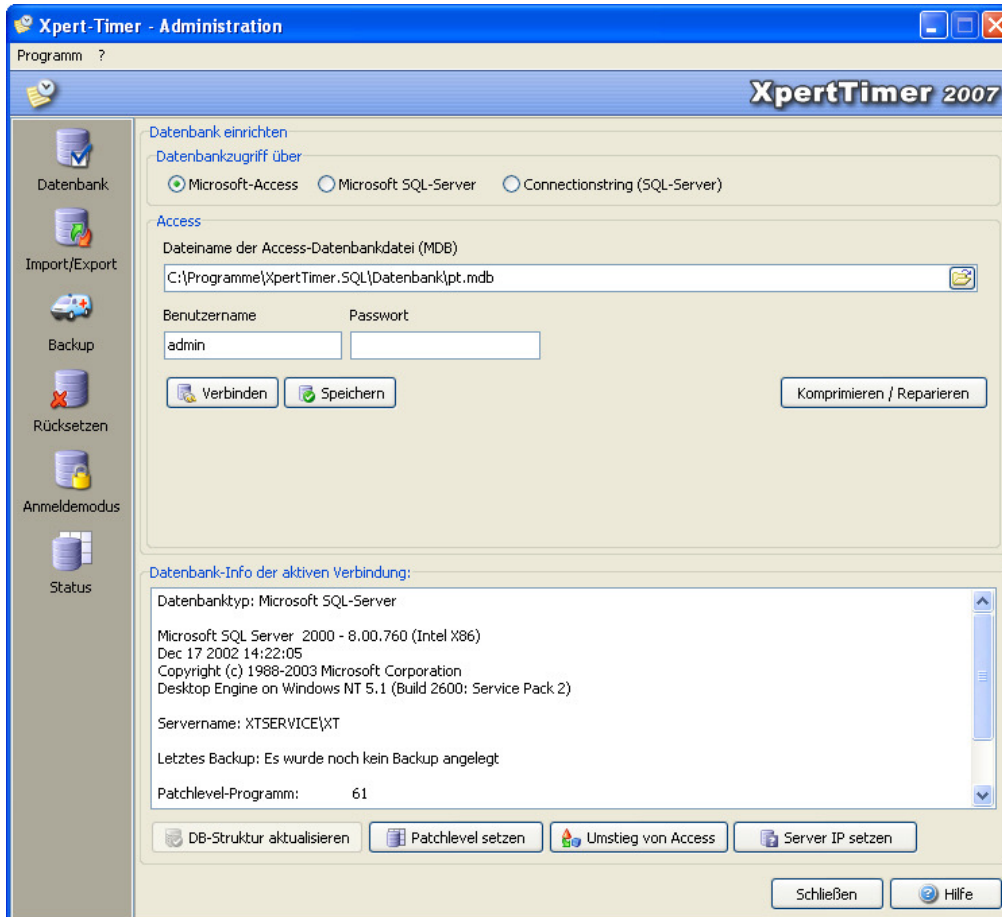 Xpert-Timer - Administration
Programm ?
XpertTimer 2007
Datenbank
Import/Export
Backup
Rücksetzen
Anmeldemodus
Status
Datenbank einrichten
Datenbankzugriff über
Microsoft-Access Microsoft SQL-Server Connectionstring (SQL-Server)
Access
Dateiname der Access-Datenbankdatei (MDB)
C:\Programme\XpertTimer.SQL\Datenbank\pt.mdb
Benutzername Passwort
admin
Verbinden Speichern Komprimieren / Reparieren
Datenbank-Info der aktiven Verbindung:
Datenbanktyp: Microsoft SQL-Server
Microsoft SQL Server 2000 - 8.00.760 (Intel X86)
Dec 17 2002 14:22:05
Copyright (c) 1988-2003 Microsoft Corporation
Desktop Engine on Windows NT 5.1 (Build 2600: Service Pack 2)
Servername: XTSERVICE\XT
Letztes Backup: Es wurde noch kein Backup angelegt
Patchlevel-Programm: 61
DB-Struktur aktualisieren Patchlevel setzen Umstieg von Access Server IP setzen
Schließen Hilfe